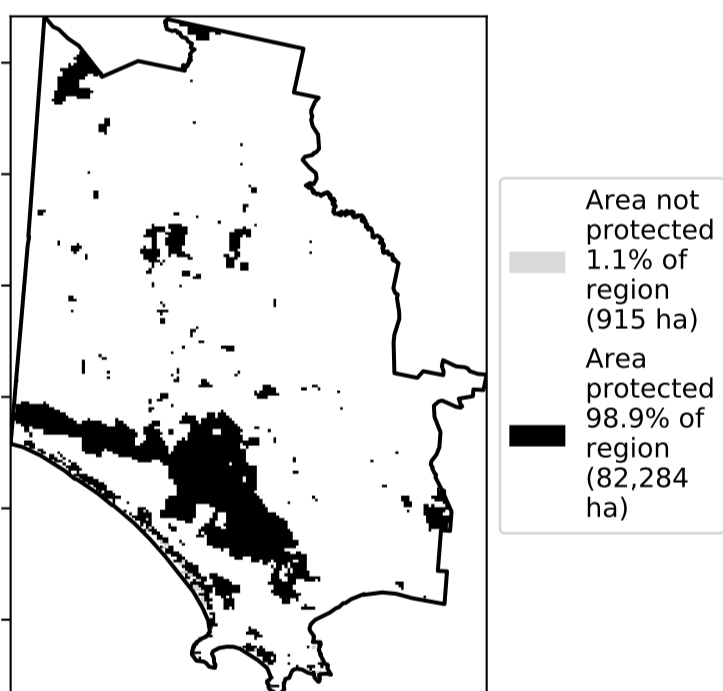 Area not
protected
1.1% of
region
(915 ha)
Area
protected
98.9% of
region
(82,284
ha)